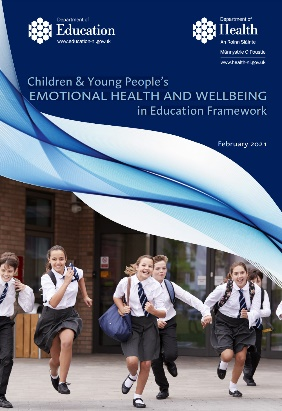 Department of
Education
www.education-ni.gov.uk
Department of
Health
An Roinn Sláinte
Männystrie O Poustie
www.health-ni.gov.uk
Children & Young People's
EMOTIONAL HEALTH AND WELLBEING
in Education Framework
February 2021